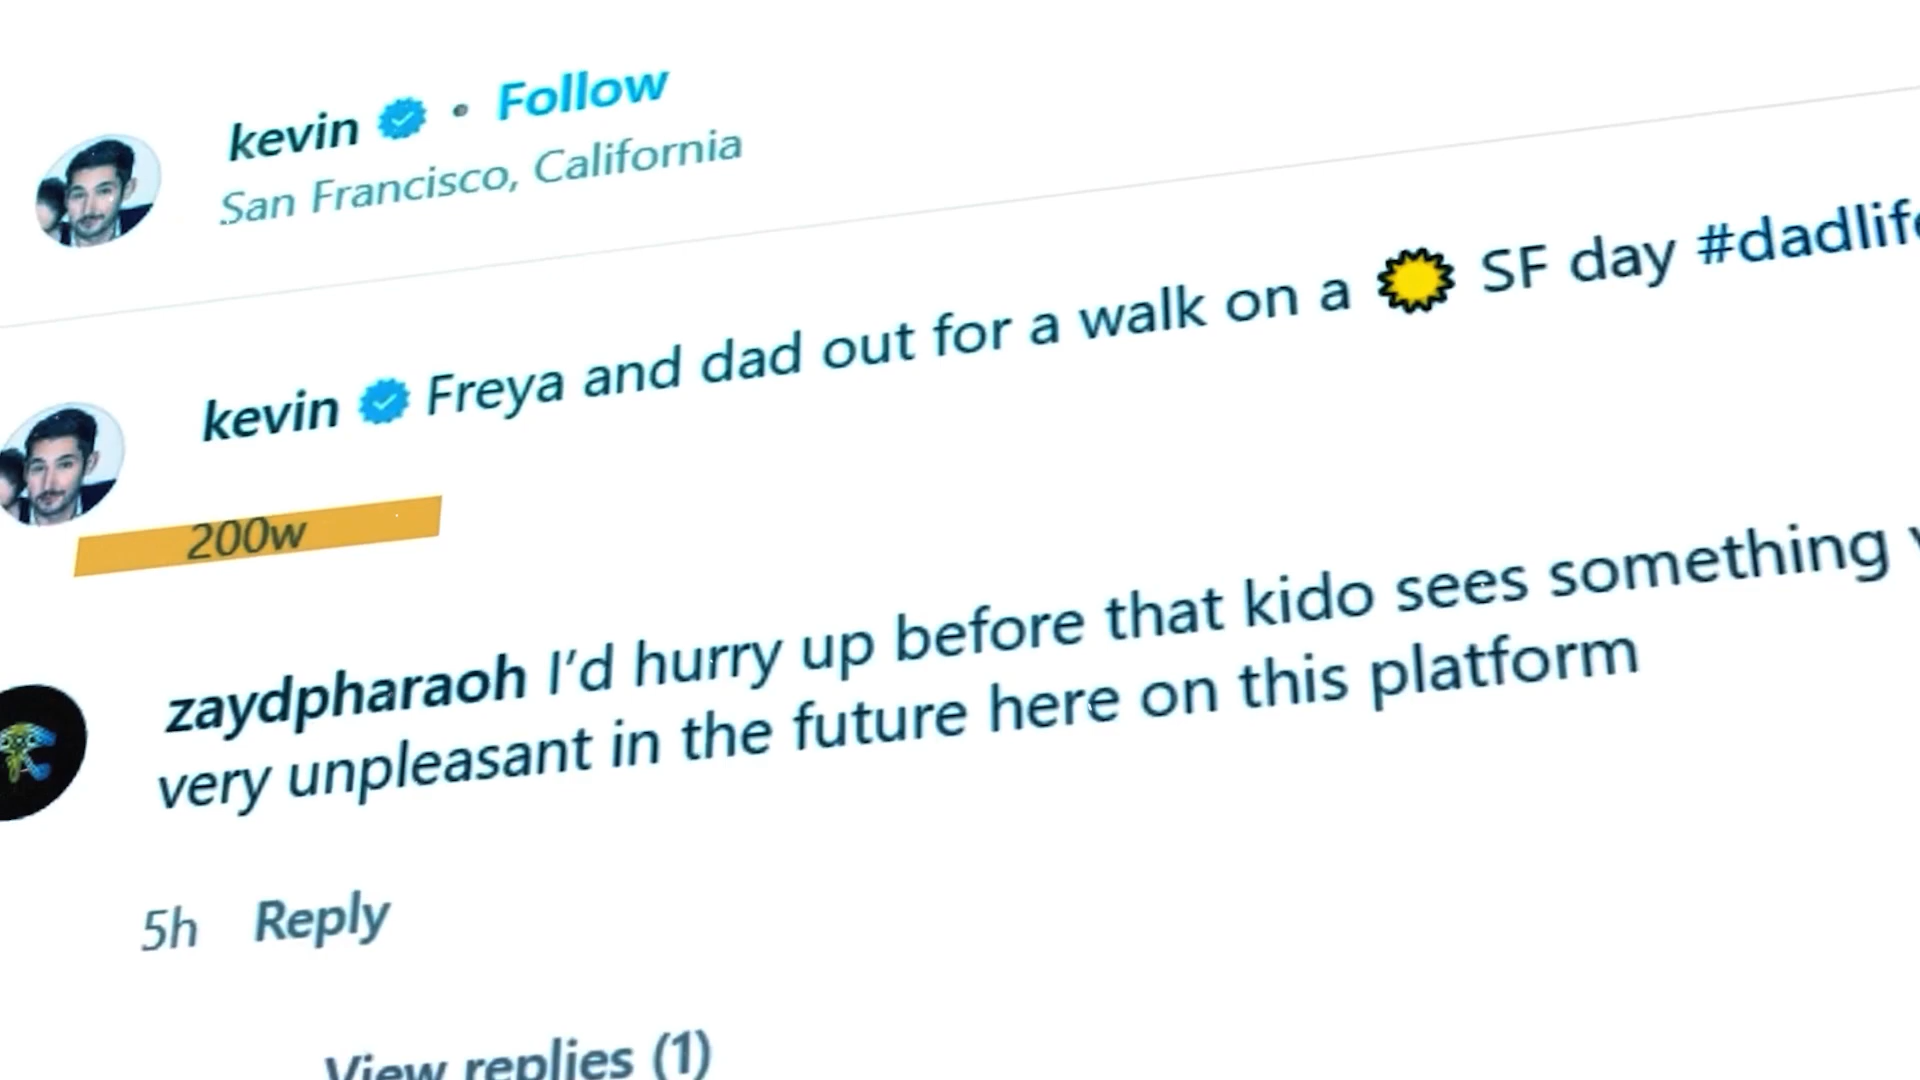 kevin • Follow
San Francisco, California
kevin Freya and dad out for a walk on a SF day
200w
zaydpharaoh I'd hurry up before that kido sees something
very unpleasant in the future here on this platform
5h Reply
View replies (1)